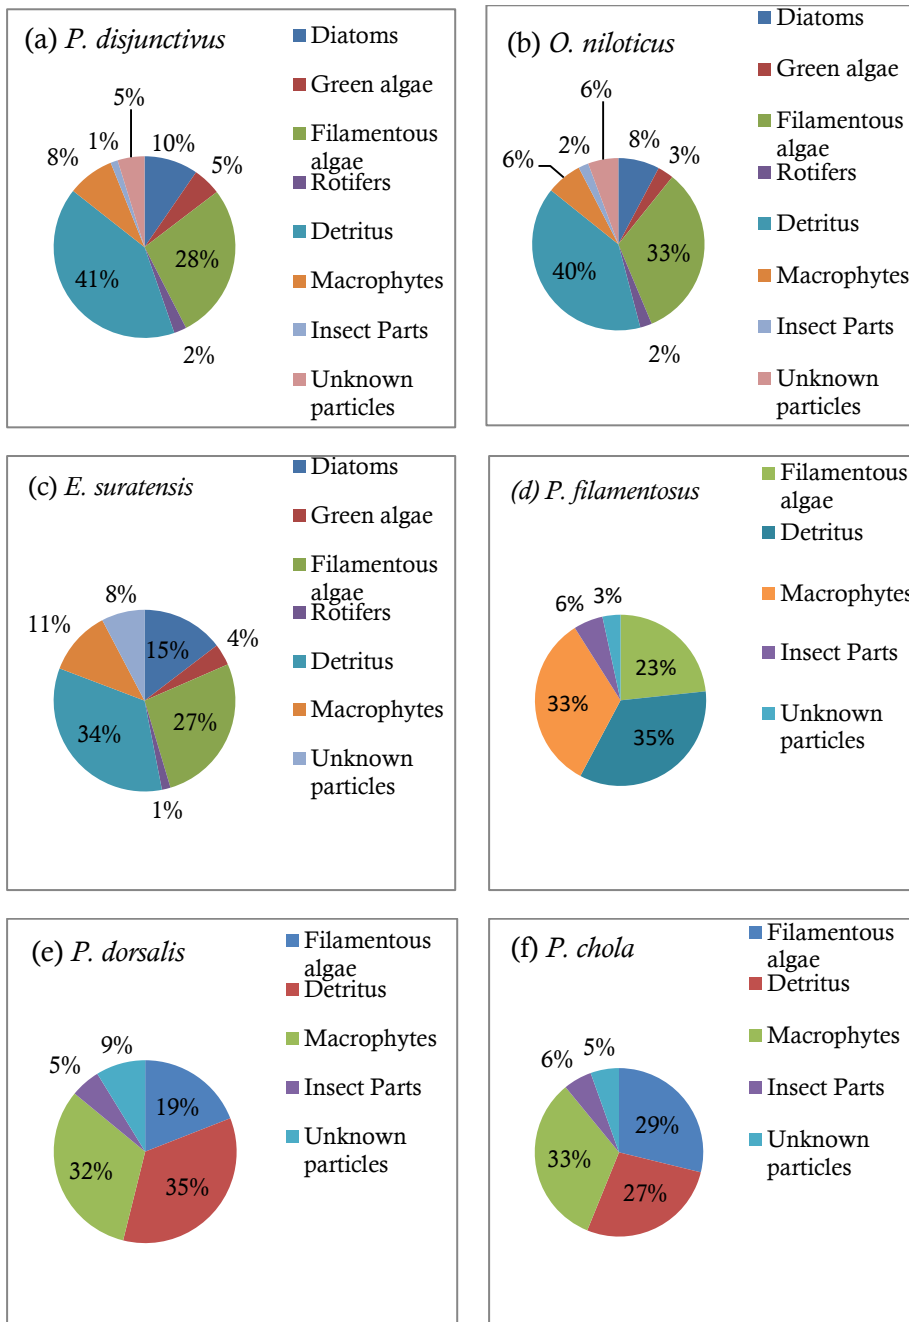 (a) P. disjunctivus
Diatoms
Green algae
Filamentous
algae
Rotifers
Detritus
Macrophytes
Insect Parts
Unknown
particles
5%
1%
10%
8%
5%
28%
41%
2%
(b) O. niloticus
Diatoms
Green algae
Filamentous
algae
Rotifers
Detritus
Macrophytes
Insect Parts
Unknown
particles
6%
2%
8%
3%
6%
33%
40%
2%
(c) E. suratensis
Diatoms
Green algae
Filamentous
algae
Rotifers
Detritus
Macrophytes
Unknown
particles
8%
11%
15%
4%
27%
34%
1%
(d) P. filamentosus
Filamentous
algae
Detritus
Macrophytes
Insect Parts
Unknown
particles
3%
6%
23%
33%
35%
(e) P. dorsalis
Filamentous
algae
Detritus
Macrophytes
Insect Parts
Unknown
particles
9%
5%
19%
32%
35%
(f) P. chola
Filamentous
algae
Detritus
Macrophytes
Insect Parts
Unknown
particles
5%
6%
29%
33%
27%